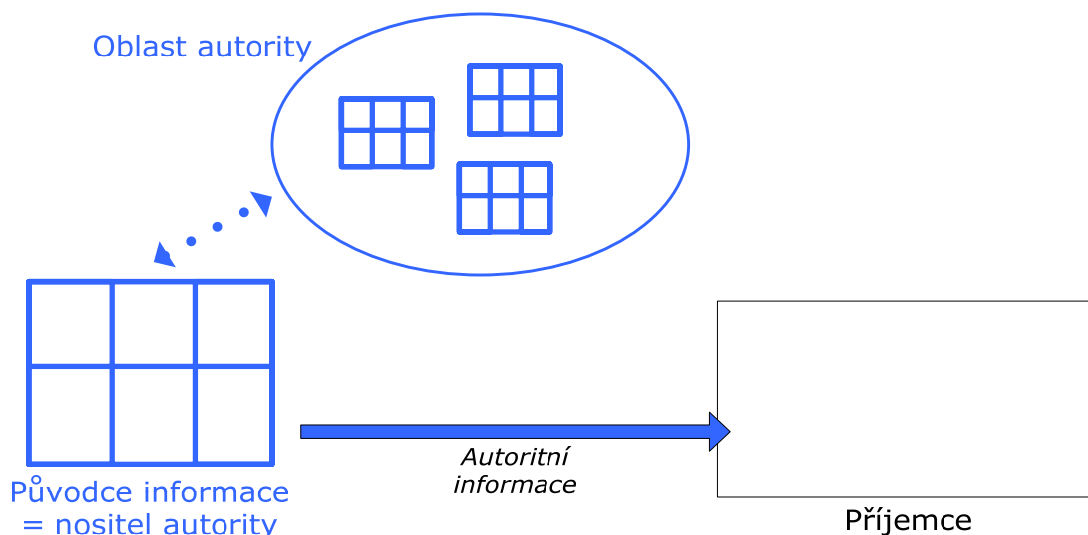 Oblast autority
Autoritní
informace
Původce informace
= nositel autority
Příjemce